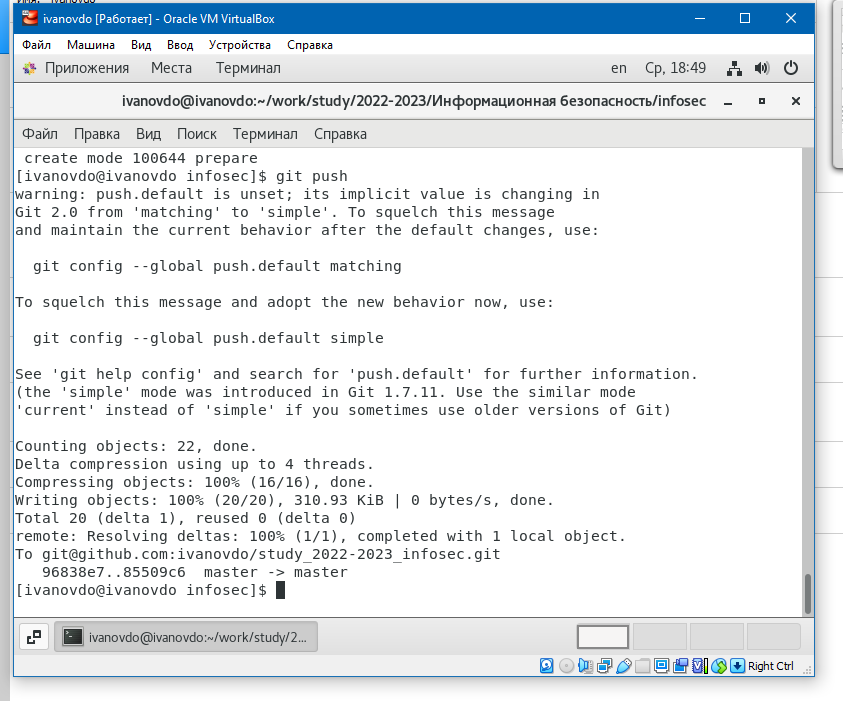 ivanovdo [Работает] - Oracle VM VirtualBox
Файл Машина Вид Ввод Устройства Справка
Приложения Места Терминал en Ср, 18:49
ivanovdo@ivanovdo:~/work/study/2022-2023/Информационная безопасность/infosec
Файл Правка Вид Поиск Терминал Справка
create mode 100644 prepare
[ivanovdo@ivanovdo infosec]$ git push
warning: push.default is unset; its implicit value is changing in
Git 2.0 from 'matching' to 'simple'. To squelch this message
and maintain the current behavior after the default changes, use:
git config --global push.default matching
To squelch this message and adopt the new behavior now, use:
git config --global push.default simple
See 'git help config' and search for 'push.default' for further information.
(the 'simple' mode was introduced in Git 1.7.11. Use the similar mode
'current' instead of 'simple' if you sometimes use older versions of Git)
Counting objects: 22, done.
Delta compression using up to 4 threads.
Compressing objects: 100% (16/16), done.
Writing objects: 100% (20/20), 310.93 KiB | 0 bytes/s, done.
Total 20 (delta 1), reused 0 (delta 0)
remote: Resolving deltas: 100% (1/1), completed with 1 local object.
To git@github.com:ivanovdo/study_2022-2023_infosec.git
96838e7..85509c6 master -> master
[ivanovdo@ivanovdo infosec]$
ivanovdo@ivanovdo:~/work/study/2...
Right Ctrl